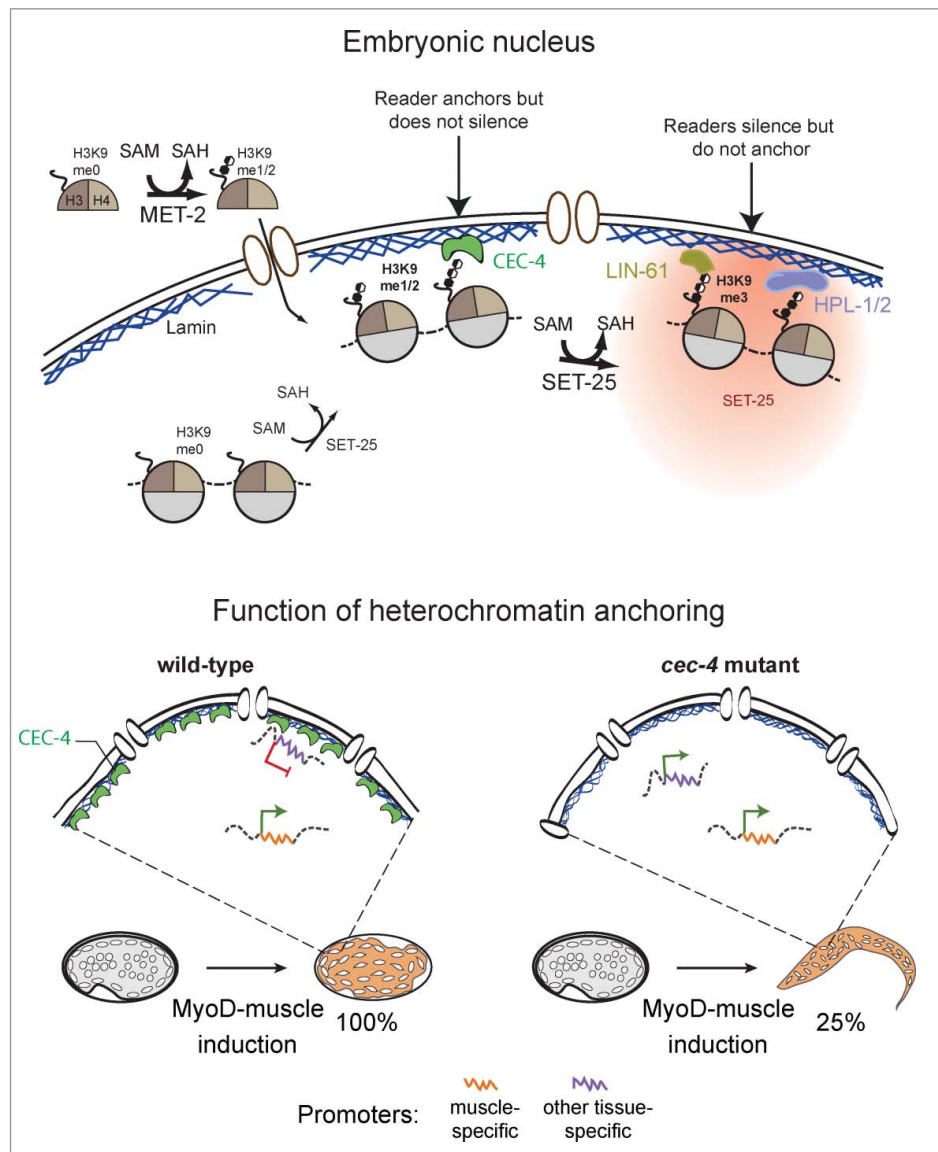 Embryonic nucleus
Reader anchors but
does not silence
Readers silence but
do not anchor
H3K9
me0
SAM
SAH
H3K9
me1/2
H3
H4
MET-2
CEC-4
LIN-61
H3K9
me1/2
H3K9
me3
HPL-1/2
Lamin
SAM
SAH
SET-25
SET-25
SAH
SAM
SET-25
H3K9
me0
Function of heterochromatin anchoring
wild-type
cec-4 mutant
CEC-4
MyoD-muscle
induction
100%
MyoD-muscle
induction
25%
Promoters:
muscle-
specific
other tissue-
specific